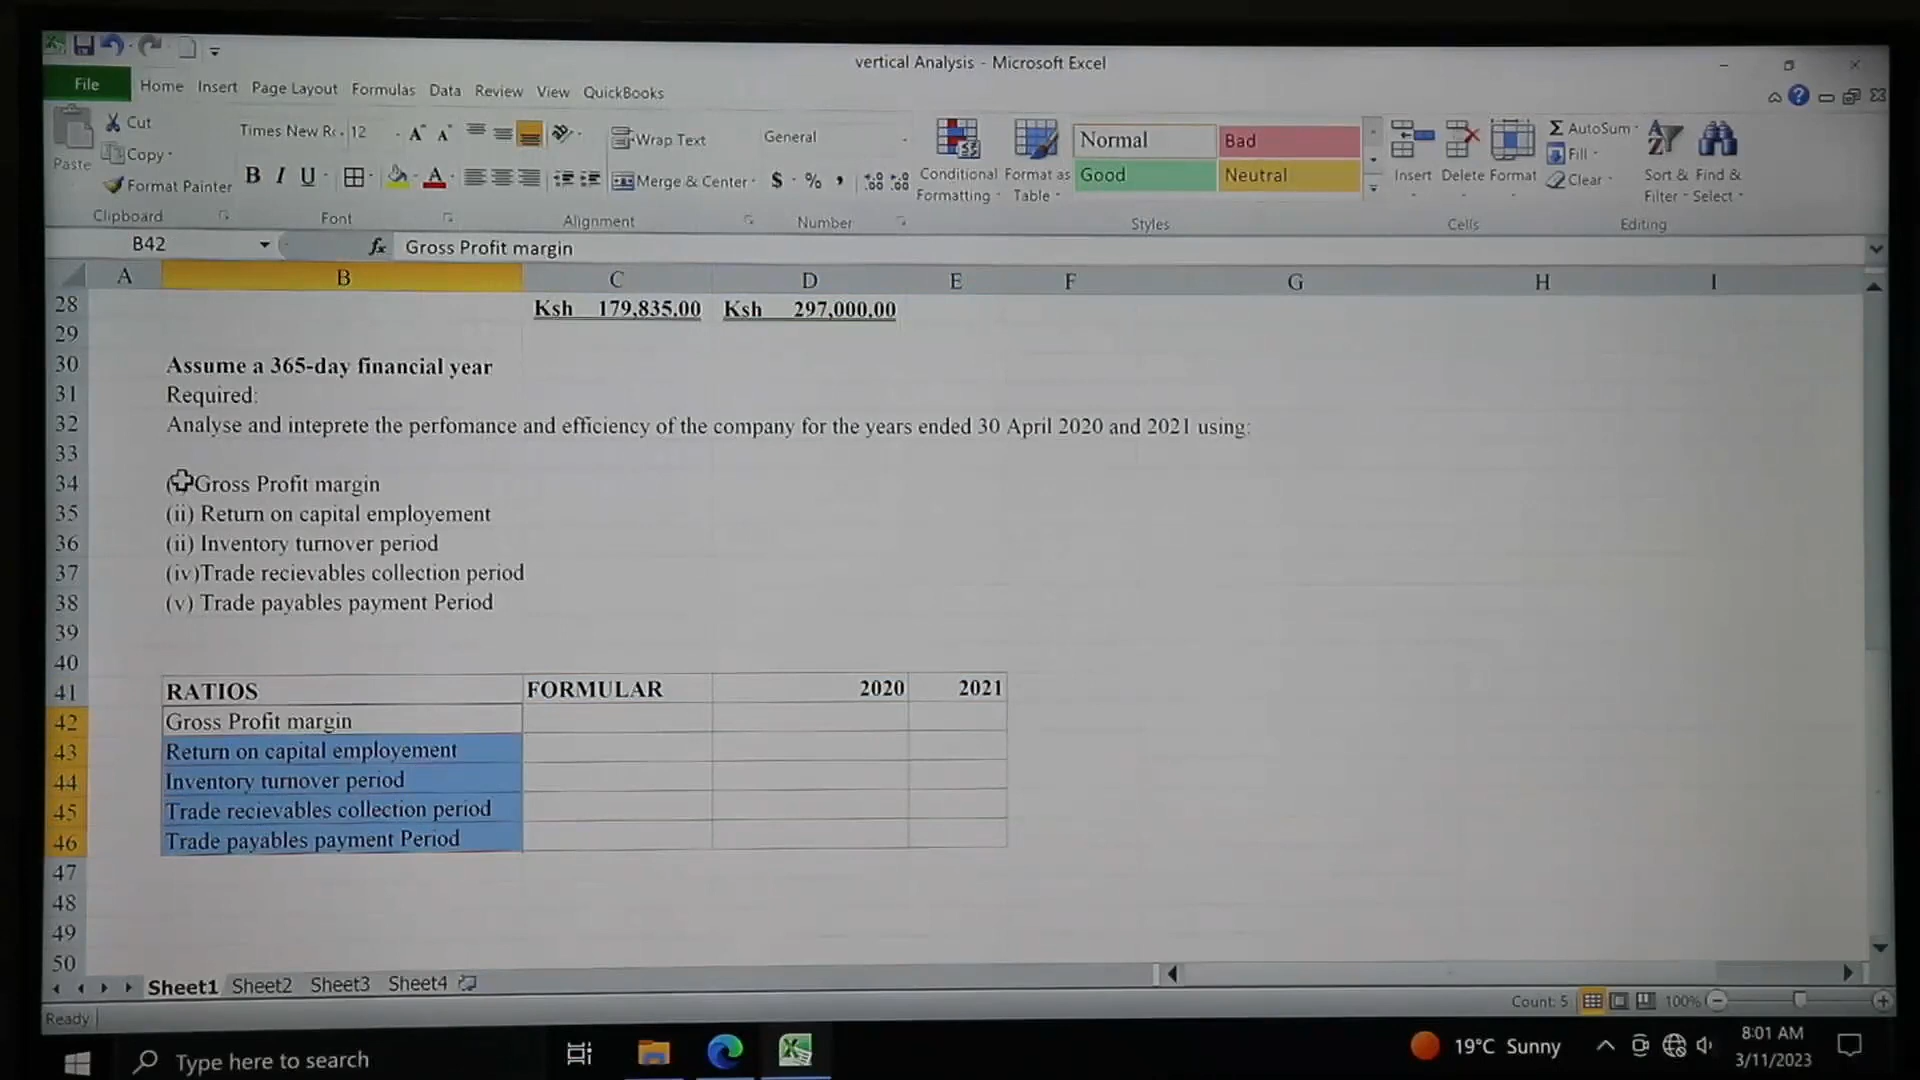 vertical Analysis - Microsoft Excel
File Home Insert Page Layout Formulas Data Review View QuickBooks
Paste
Cut
Copy
Format Painter
Clipboard
Times New Rc 12
B I U
Font
Wrap Text
Merge & Center
Alignment
General
$ % ,
Number
Conditional Formatting
Format as Table
Normal Bad
Good Neutral
Styles
Insert Delete Format
Cells
AutoSum
Fill
Clear
Sort & Filter
Find & Select
Editing
B42 fx Gross Profit margin
A B C D E F G H I
28 Ksh 179,835.00 Ksh 297,000.00
29
30 Assume a 365-day financial year
31 Required:
32 Analyse and inteprete the perfomance and efficiency of the company for the years ended 30 April 2020 and 2021 using:
33
34 Gross Profit margin
35 (ii) Return on capital employement
36 (ii) Inventory turnover period
37 (iv)Trade recievables collection period
38 (v) Trade payables payment Period
39
40
41 RATIOS FORMULAR 2020 2021
42 Gross Profit margin
43 Return on capital employement
44 Inventory turnover period
45 Trade recievables collection period
46 Trade payables payment Period
47
48
49
50
Sheet1 Sheet2 Sheet3 Sheet4
Ready Count: 5 100%
Type here to search 19°C Sunny 8:01 AM
3/11/2023